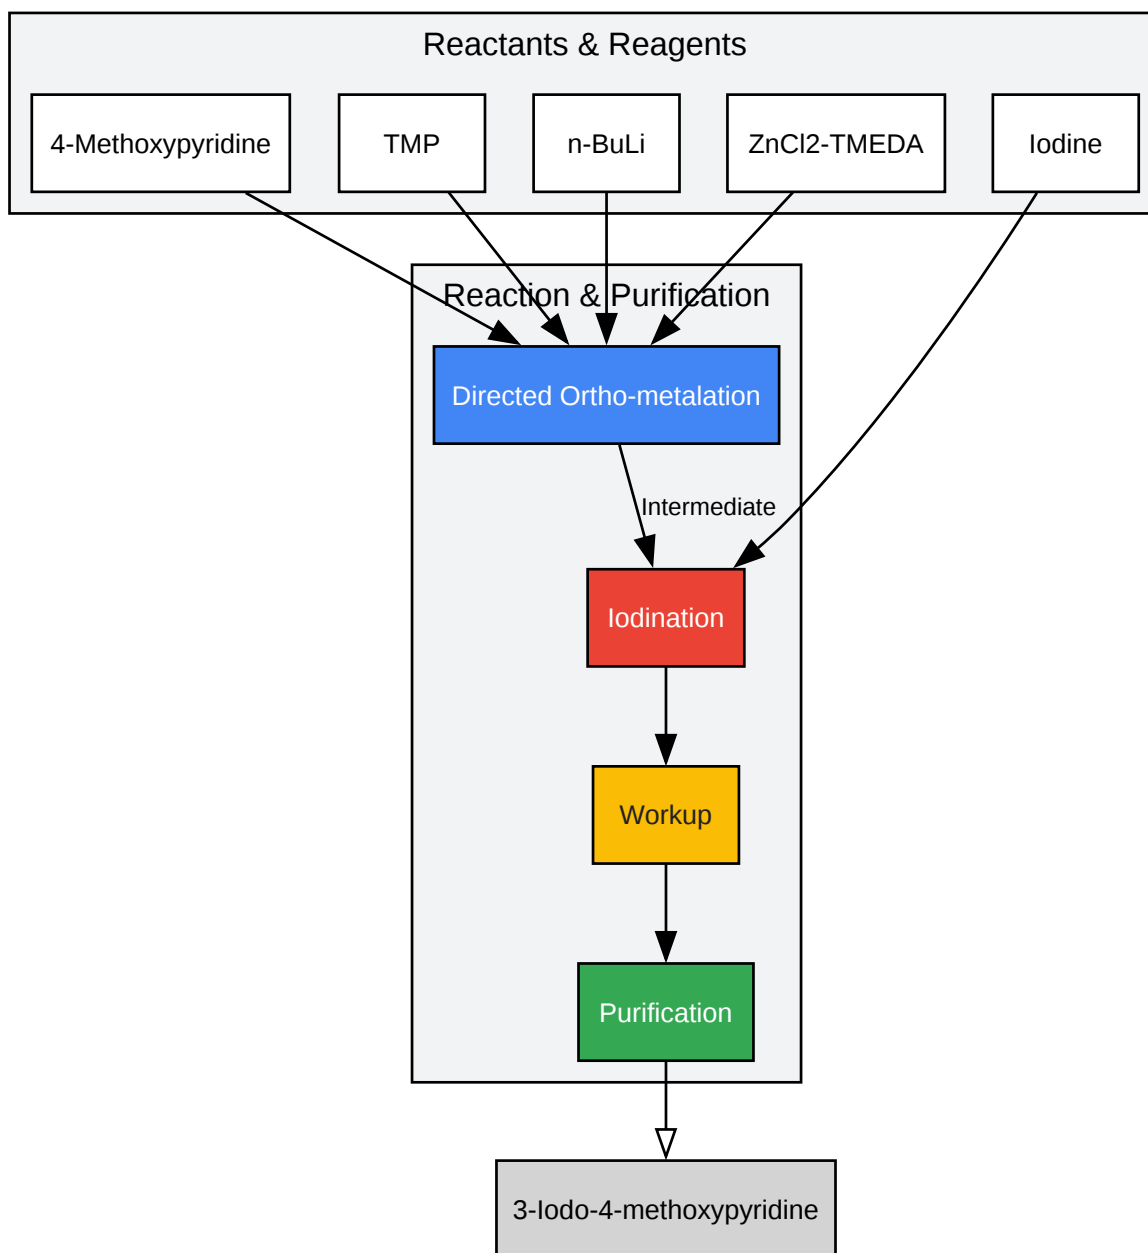 Reactants & Reagents
4-Methoxypyridine
TMP
n-BuLi
ZnCl2-TMEDA
Iodine
Reaction & Purification
Directed Ortho-metalation
Intermediate
Iodination
Workup
Purification
3-Iodo-4-methoxypyridine